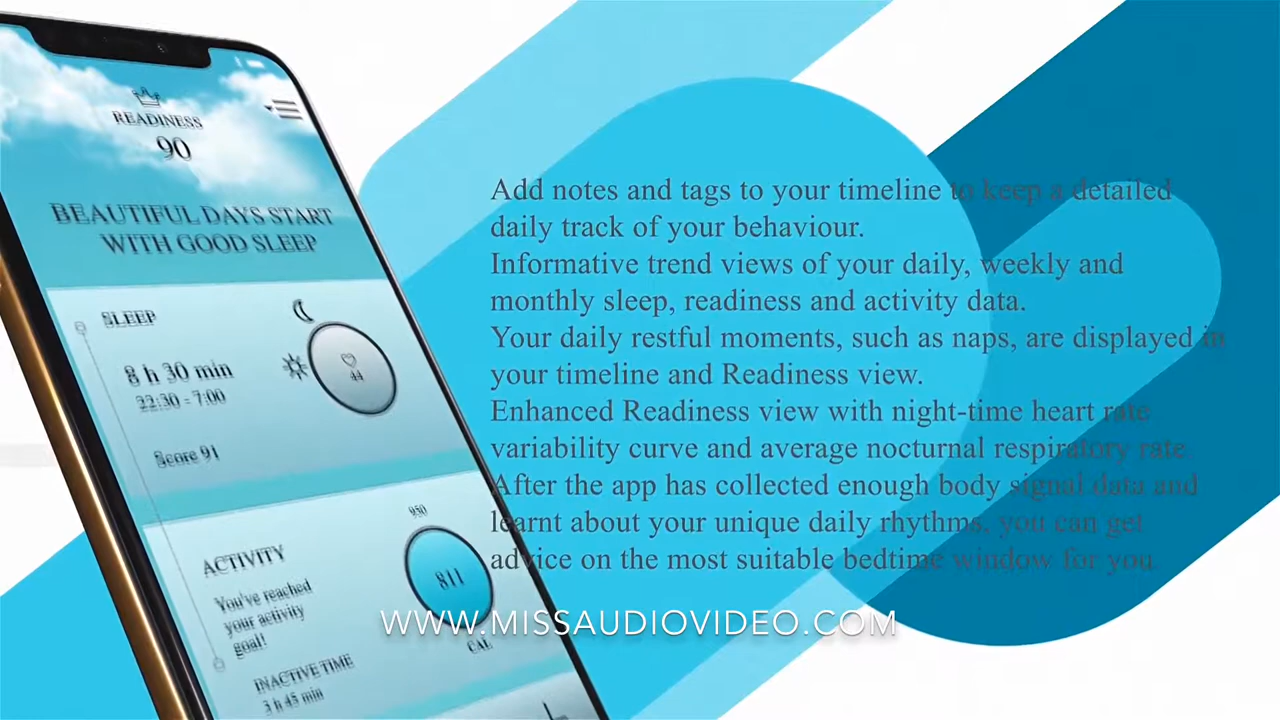 READINESS
90
BEAUTIFUL DAYS START
WITH GOOD SLEEP
SLEEP
8 h 30 min
22:30 - 7:00
44
Score 91
ACTIVITY
You've reached
your activity
goal!
950
811
CAL
INACTIVE TIME
3 h 45 min
Add notes and tags to your timeline to keep a detailed
daily track of your behaviour.
Informative trend views of your daily, weekly and
monthly sleep, readiness and activity data.
Your daily restful moments, such as naps, are displayed in
your timeline and Readiness view.
Enhanced Readiness view with night-time heart rate
variability curve and average nocturnal respiratory rate
After the app has collected enough body signal data and
learnt about your unique daily rhythms, you can get
advice on the most suitable bedtime window for you.
WWW.MISSAUDIOVIDEO.COM